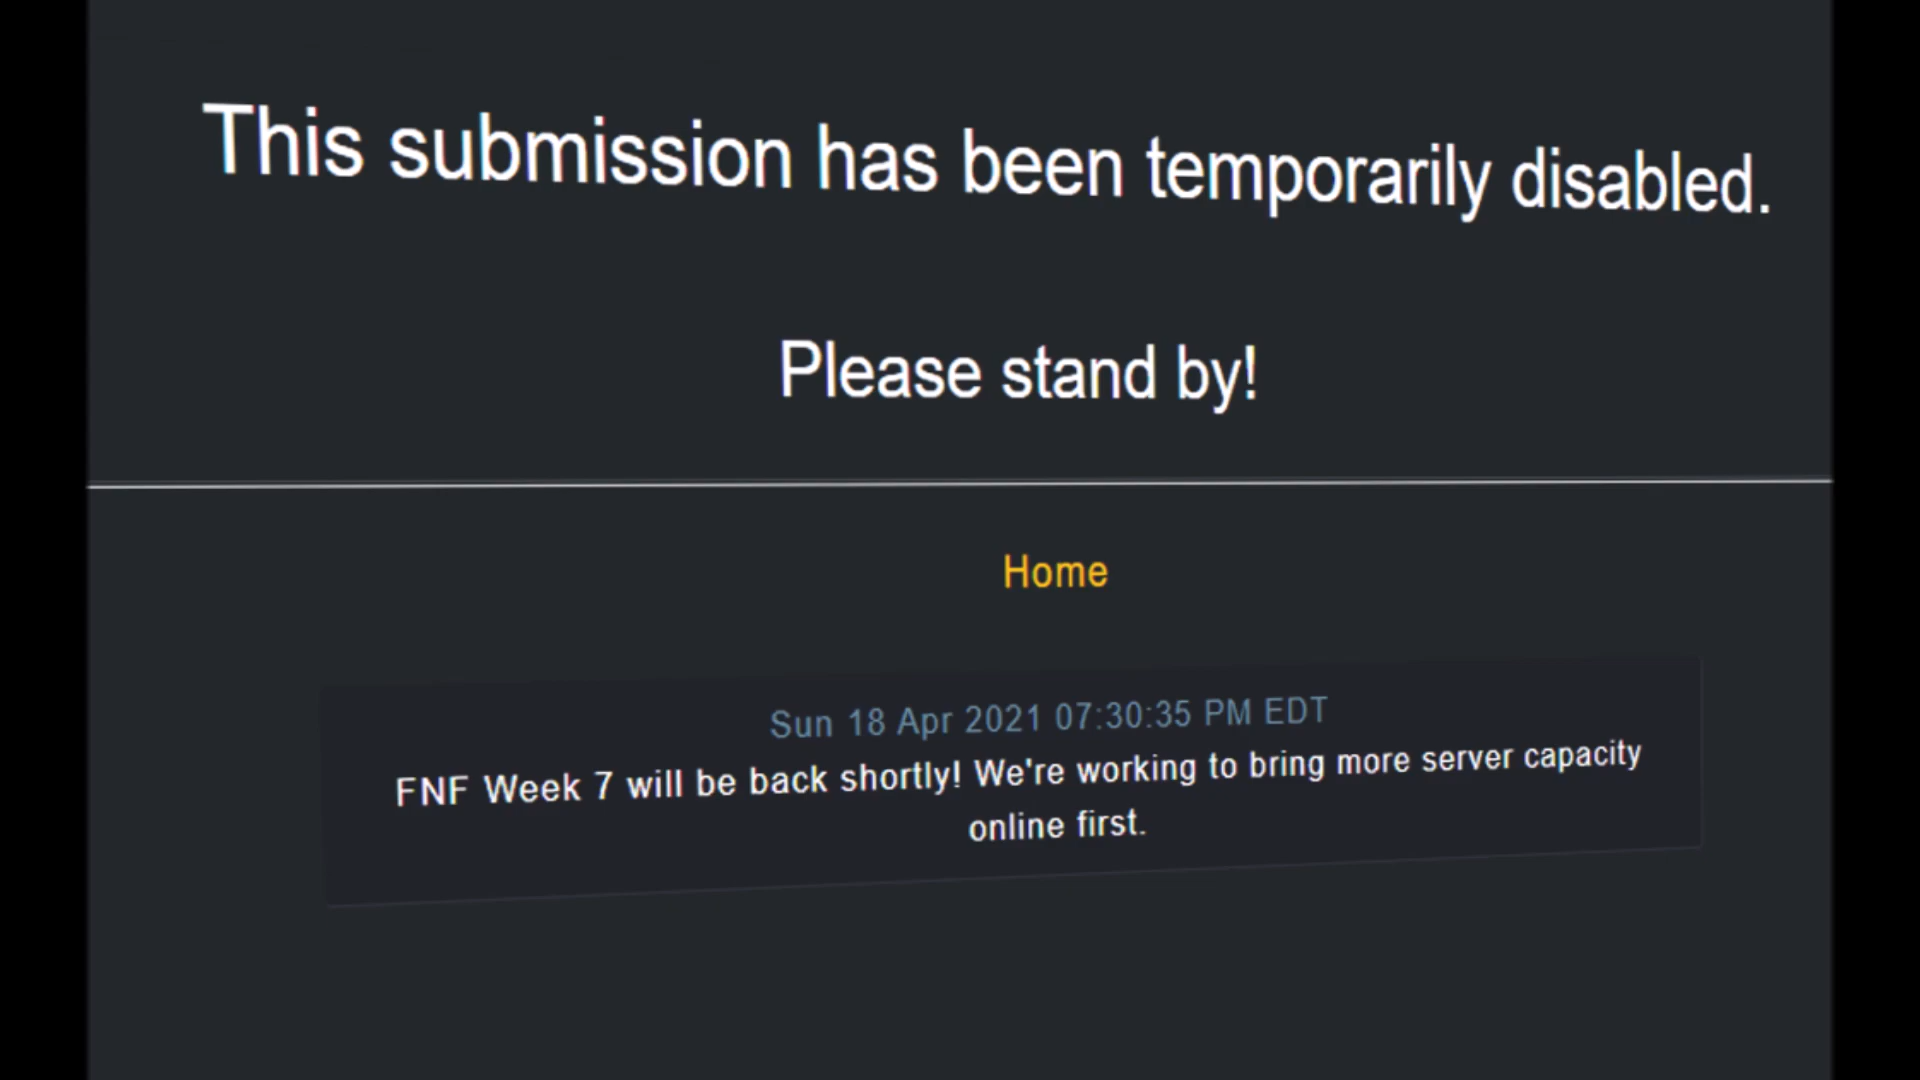 This submission has been temporarily disabled.
Please stand by!
Home
Sun 18 Apr 2021 07:30:35 PM EDT
FNF Week 7 will be back shortly! We're working to bring more server capacity
online first.